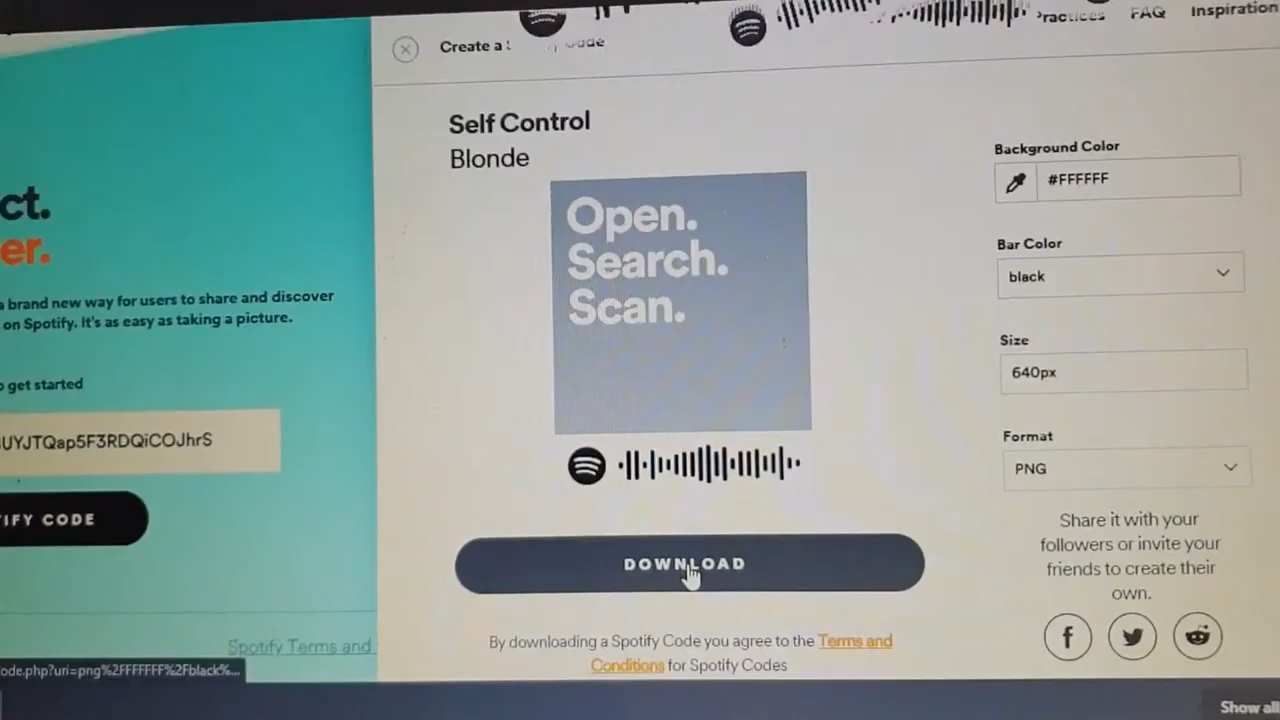 Create a
Code
FAQ
Inspiration
Self Control
Blonde
Open.
Search.
Scan.
Background Color
#FFFFFF
Bar Color
black
Size
640px
Format
PNG
DOWNLOAD
By downloading a Spotify Code you agree to the Terms and
Conditions for Spotify Codes
Share it with your
followers or invite your
friends to create their
own.
ct.
er.
a brand new way for users to share and discover
on Spotify. It's as easy as taking a picture.
o get started
UYJTQap5F3RDQiCOJhrS
TIFY CODE
Spotify Terms and
ode.php?uri=png%2FFFFFFF%2Fblack%...
Show all